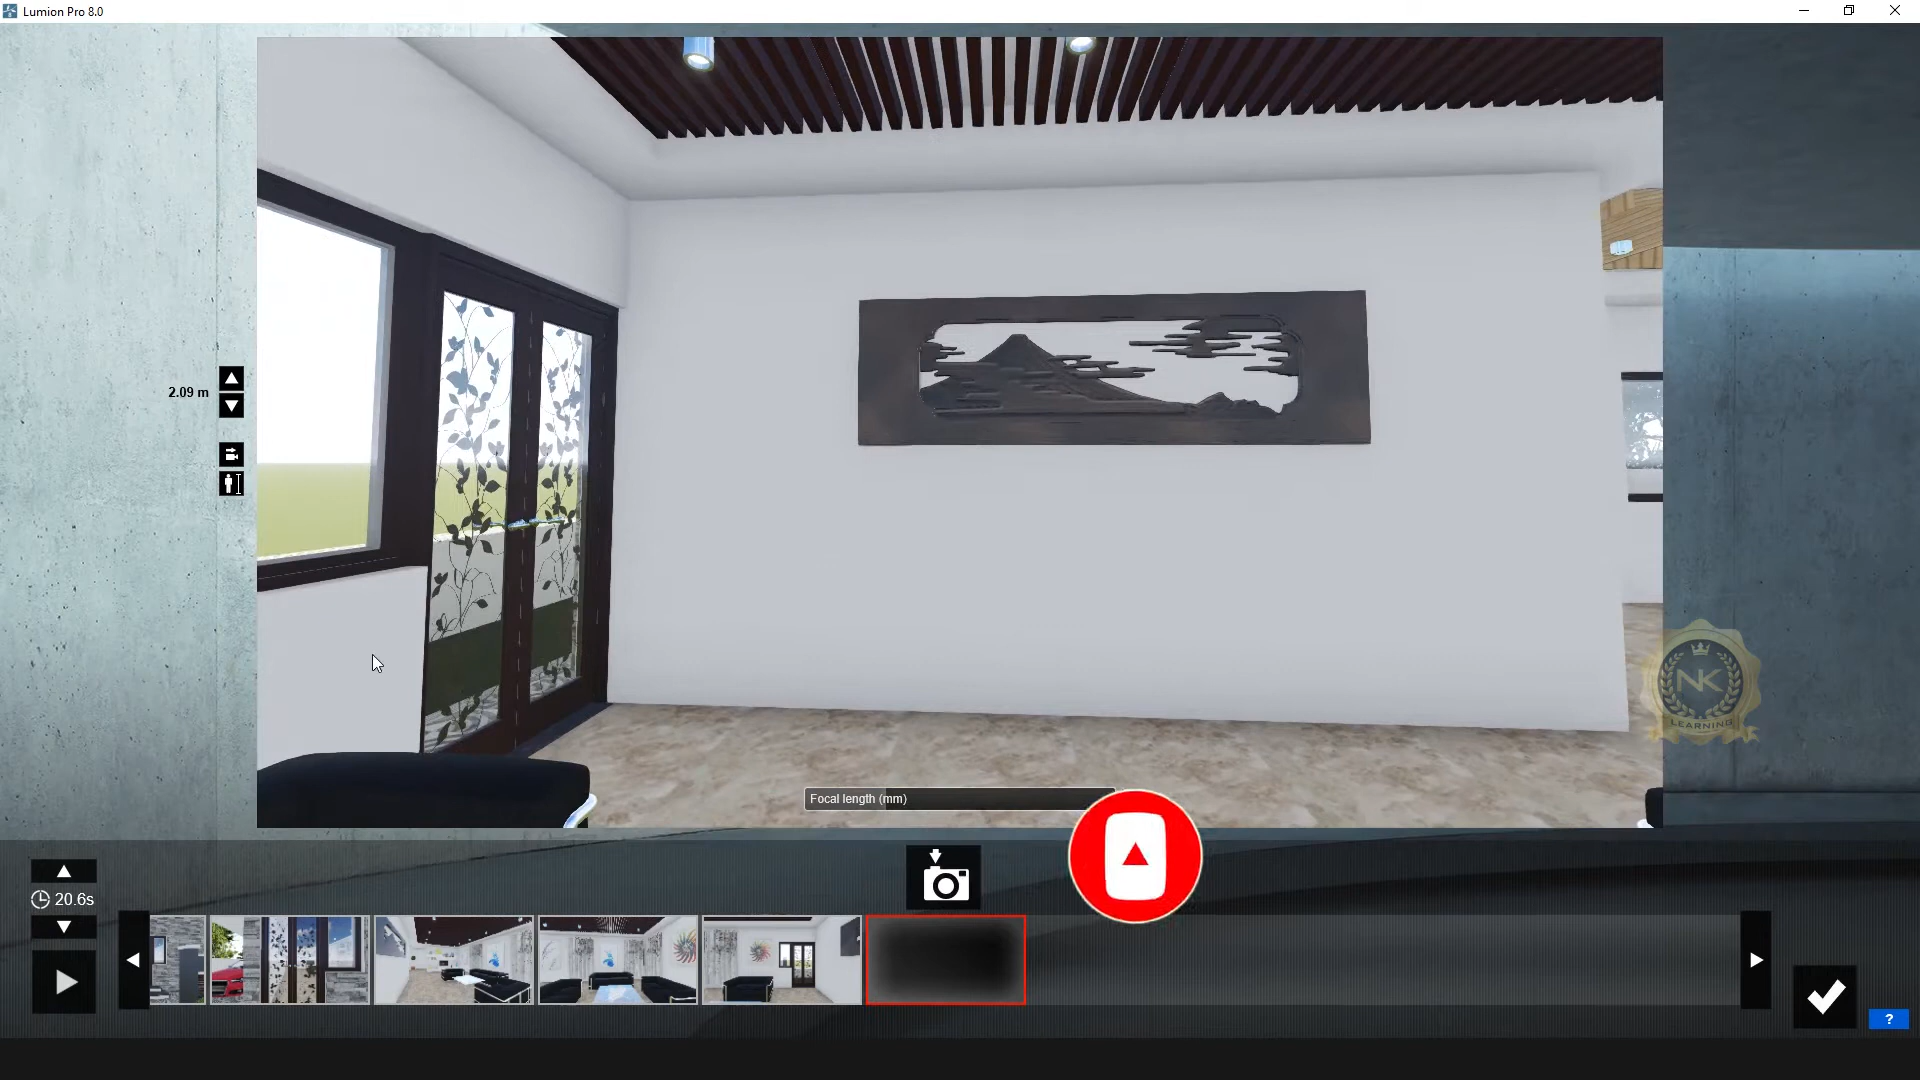 Lumion Pro 8.0
2.09 m
Focal length (mm)
NK
LEARNING
20.6s
?